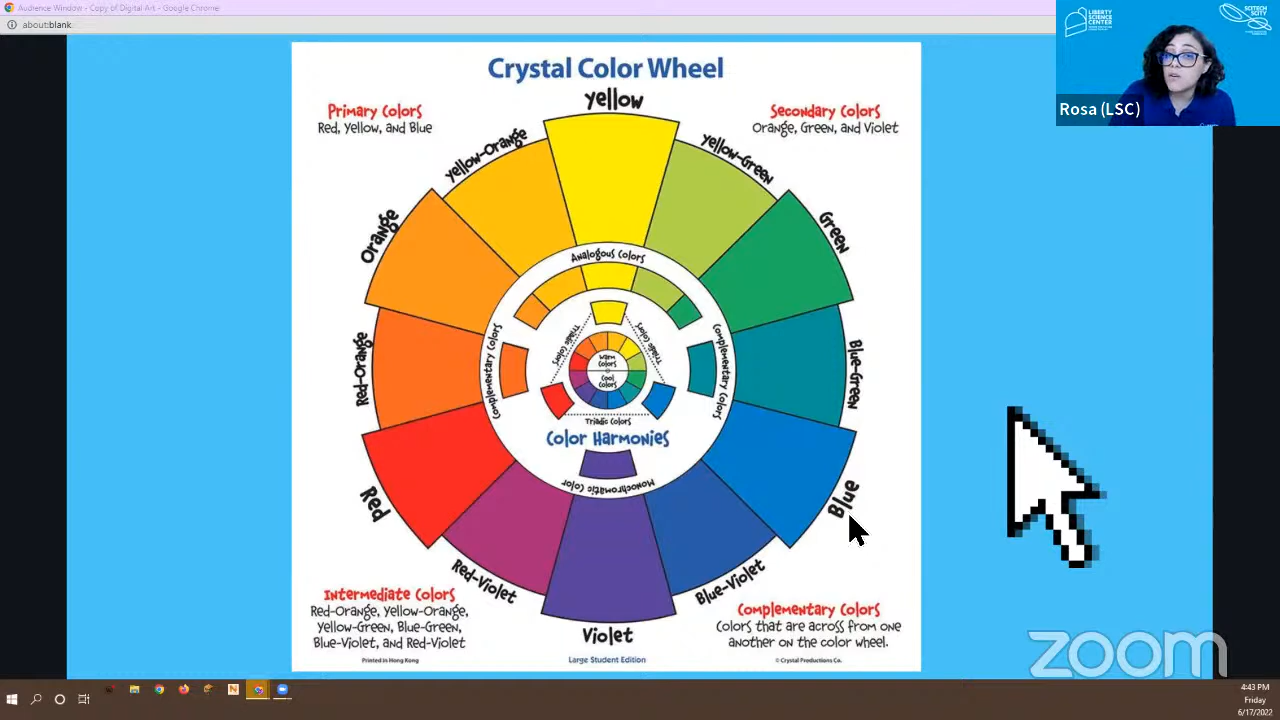 Audience Window - Copy of Digital Art - Google Chrome
about:blank
LIBERTY
SCIENCE
CENTER
SCITECH
SCITY
Rosa (LSC)
Crystal Color Wheel
Primary Colors
Red, Yellow, and Blue
Secondary Colors
Orange, Green, and Violet
Yellow
Yellow-Orange
Yellow-Green
Orange
Green
Red-Orange
Blue-Green
Red
Blue
Red-Violet
Blue-Violet
Violet
Analogous Colors
Complementary Colors
Complementary Colors
Triadic Colors
Triadic Colors
Warm
Colors
Cool
Colors
Triadic Colors
Color Harmonies
Monochromatic Color
Intermediate Colors
Red-Orange, Yellow-Orange,
Yellow-Green, Blue-Green,
Blue-Violet, and Red-Violet
Complementary Colors
Colors that are across from one
another on the color wheel.
Printed in Hong Kong
Large Student Edition
© Crystal Productions Co.
zoom
4:43 PM
Friday
6/17/2022